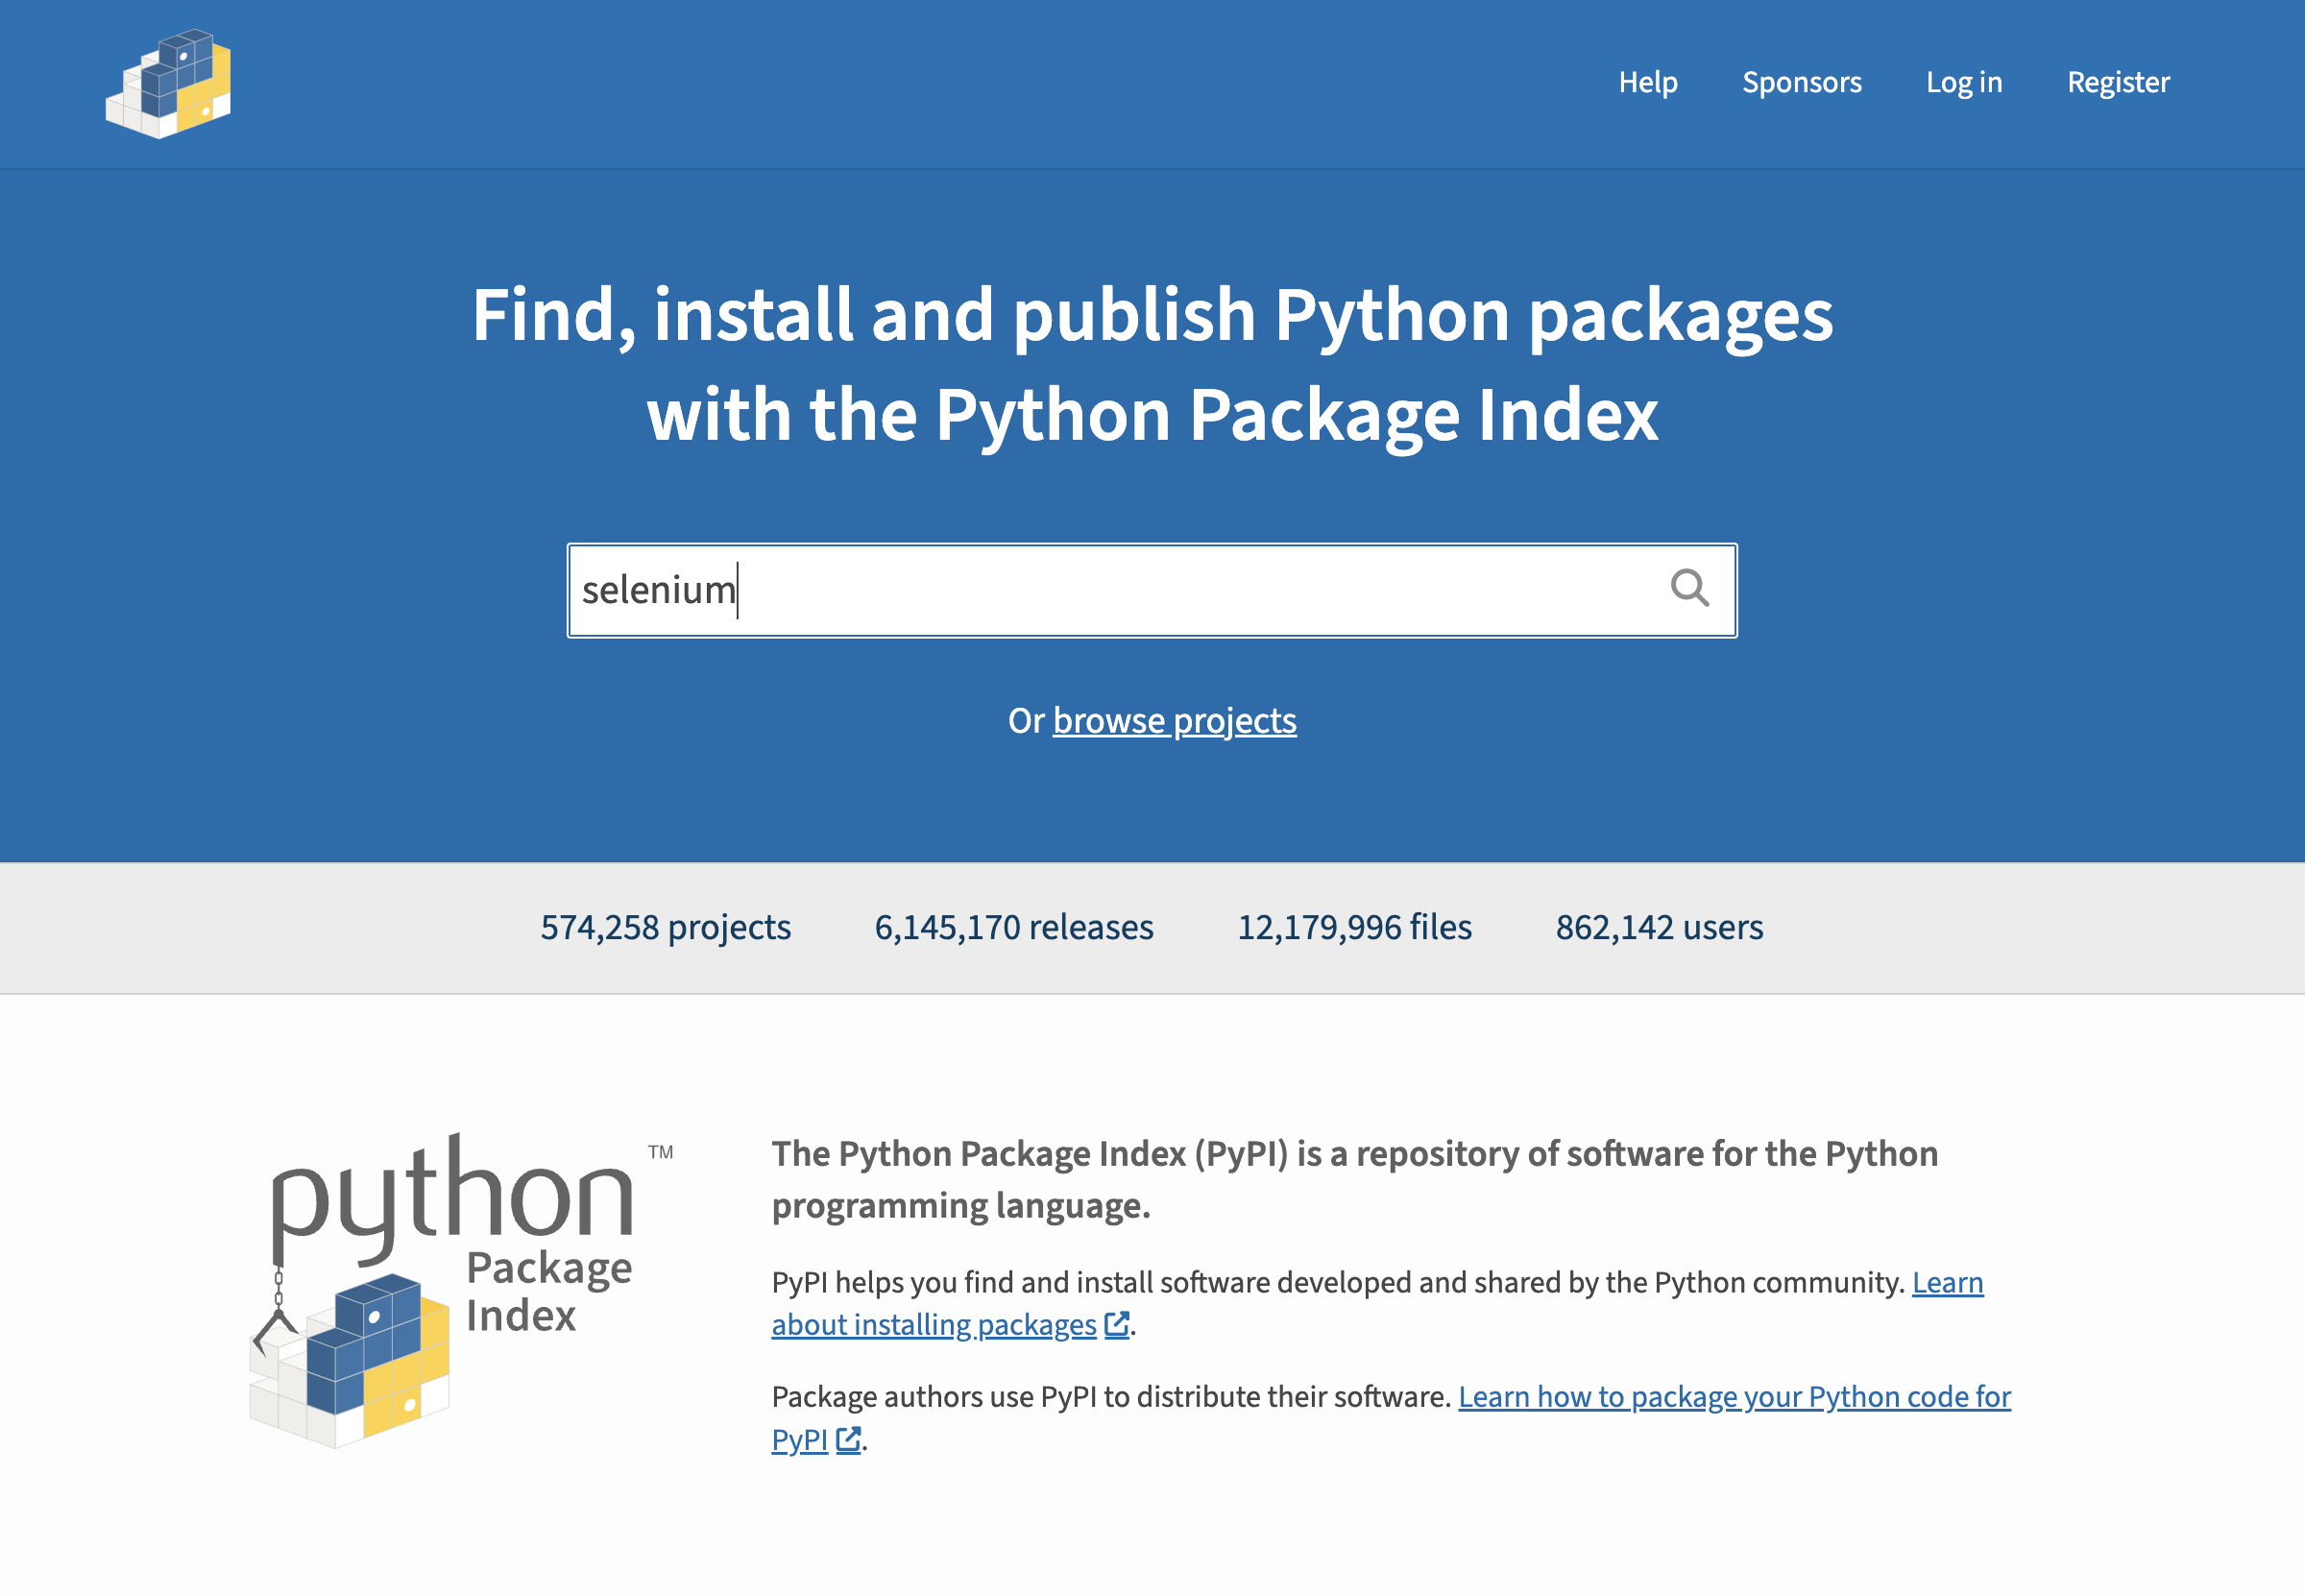 Help Sponsors Log in Register
Find, install and publish Python packages
with the Python Package Index
selenium
Or browse projects
574,258 projects 6,145,170 releases 12,179,996 files 862,142 users
python TM
Package
Index
The Python Package Index (PyPI) is a repository of software for the Python
programming language.
PyPI helps you find and install software developed and shared by the Python community. Learn
about installing packages.
Package authors use PyPI to distribute their software. Learn how to package your Python code for
PyPI.